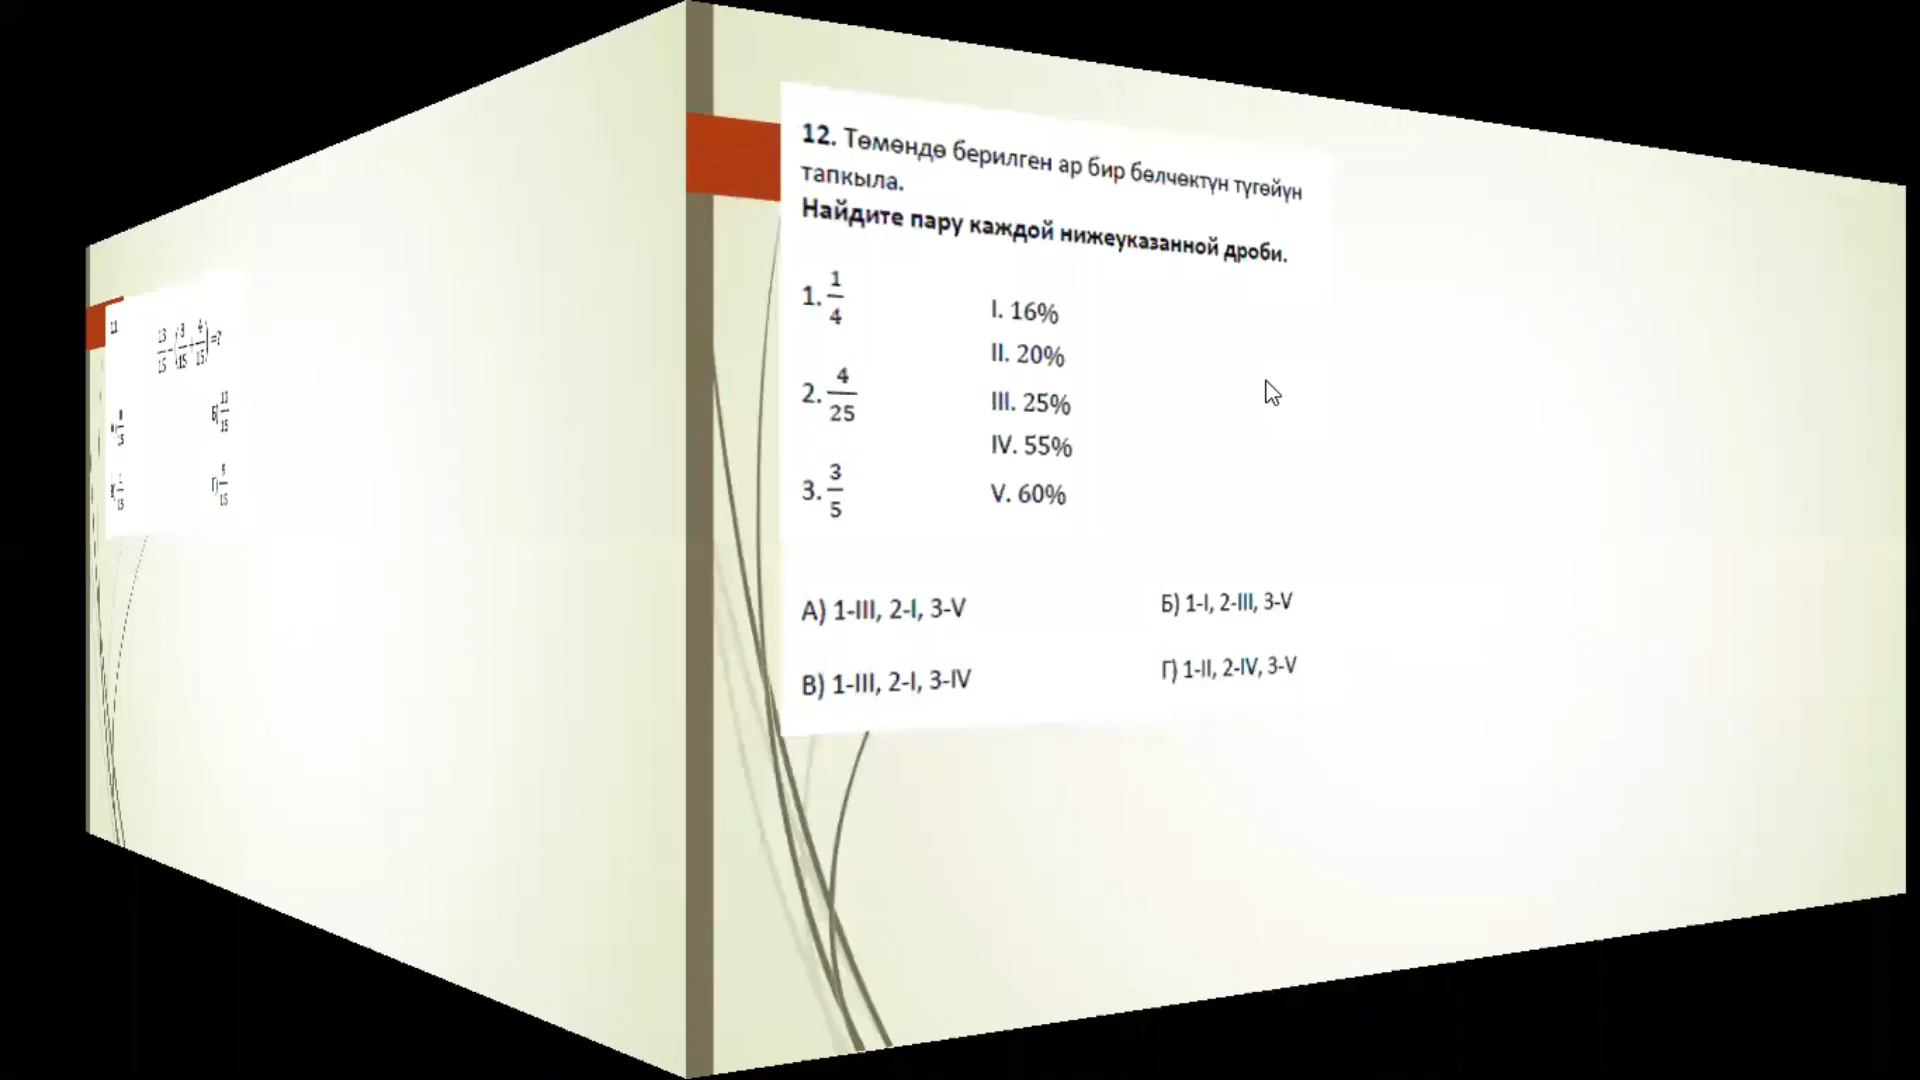 12. Төмөндө берилген ар бир бөлчөктүн түгөйүн
тапкыла.
Найдите пару каждой нижеуказанной дроби.
1. 1/4
I. 16%
II. 20%
2. 4/25
III. 25%
IV. 55%
3. 3/5
V. 60%
А) 1-III, 2-I, 3-V
Б) 1-I, 2-III, 3-V
В) 1-III, 2-I, 3-IV
Г) 1-II, 2-IV, 3-V